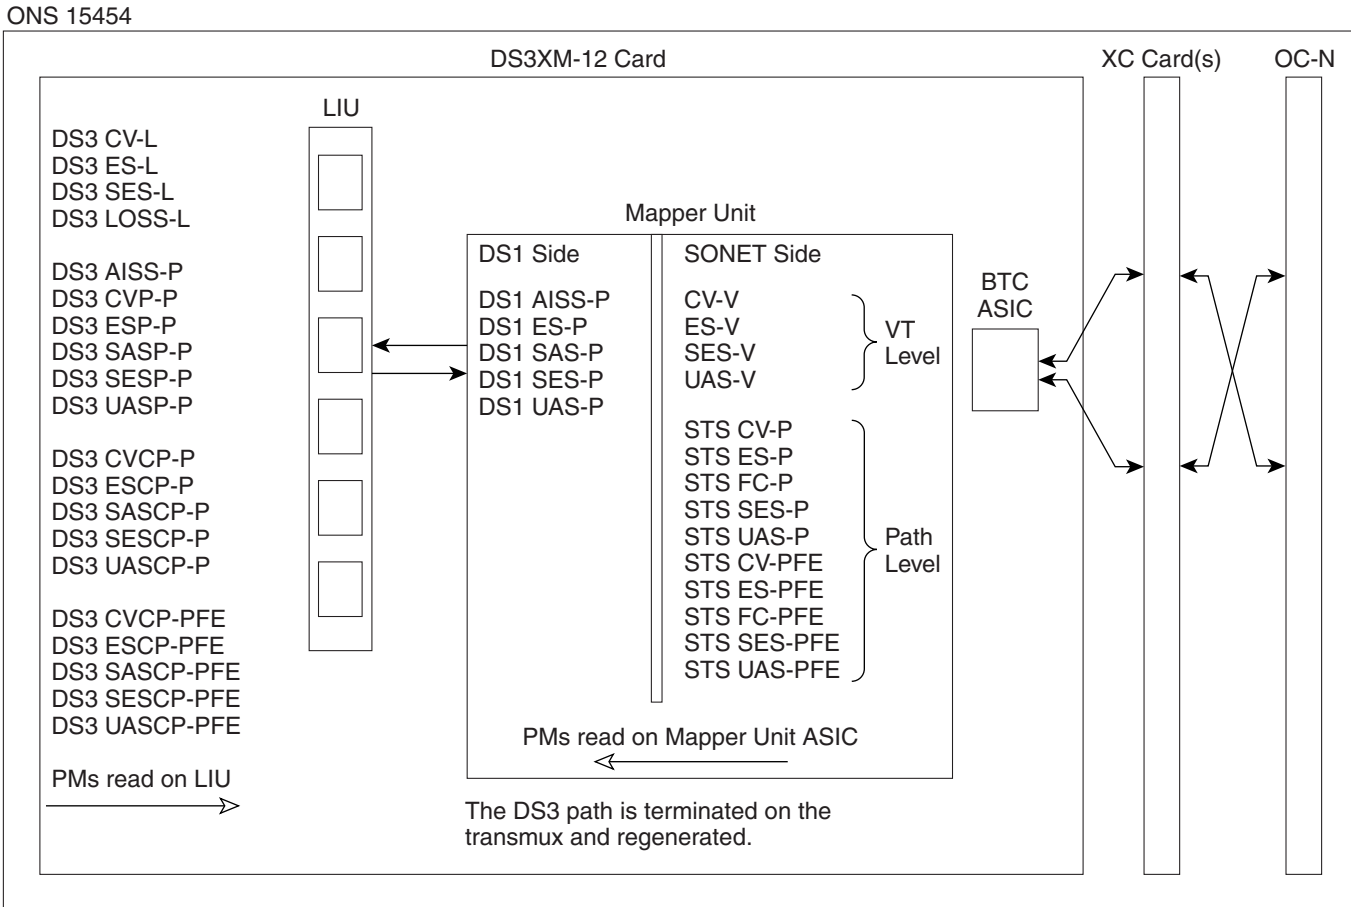 ONS 15454
DS3XM-12 Card
XC Card(s)
OC-N
LIU
DS3 CV-L
DS3 ES-L
DS3 SES-L
DS3 LOSS-L
DS3 AISS-P
DS3 CVP-P
DS3 ESP-P
DS3 SASP-P
DS3 SESP-P
DS3 UASP-P
DS3 CVCP-P
DS3 ESCP-P
DS3 SASCP-P
DS3 SESCP-P
DS3 UASCP-P
DS3 CVCP-PFE
DS3 ESCP-PFE
DS3 SASCP-PFE
DS3 SESCP-PFE
DS3 UASCP-PFE
PMs read on LIU
Mapper Unit
DS1 Side
DS1 AISS-P
DS1 ES-P
DS1 SAS-P
DS1 SES-P
DS1 UAS-P
SONET Side
CV-V
ES-V
SES-V
UAS-V
VT
Level
STS CV-P
STS ES-P
STS FC-P
STS SES-P
STS UAS-P
STS CV-PFE
STS ES-PFE
STS FC-PFE
STS SES-PFE
STS UAS-PFE
Path
Level
PMs read on Mapper Unit ASIC
The DS3 path is terminated on the
transmux and regenerated.
BTC
ASIC